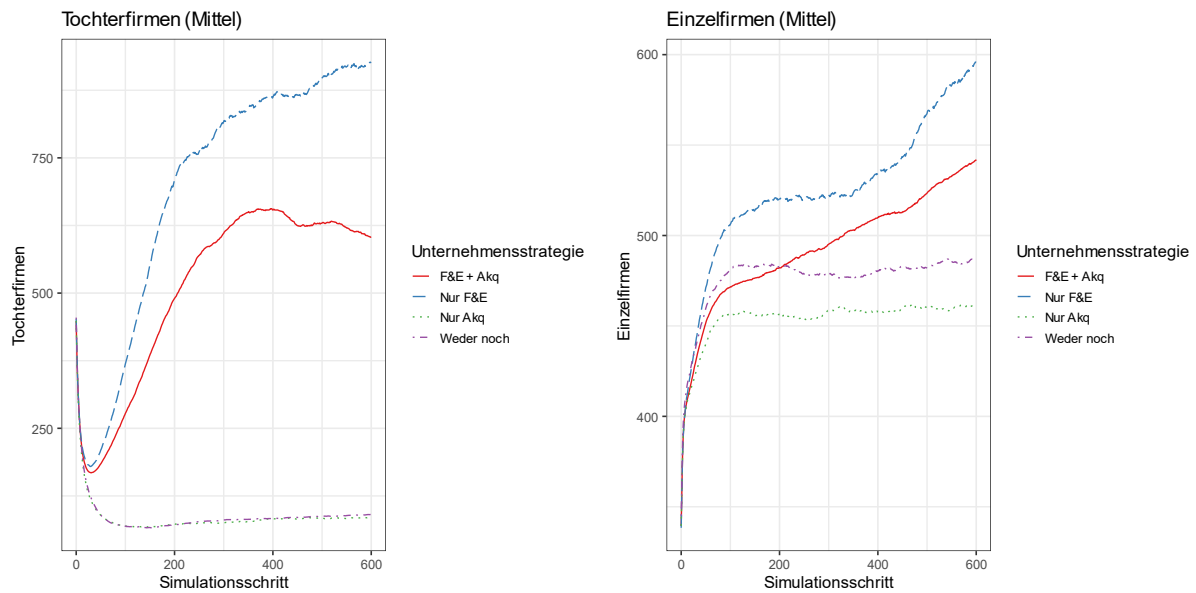 Tochterfirmen (Mittel)
Tochterfirmen
750
500
250
0
200
400
600
Simulationsschritt
Unternehmensstrategie
F&E + Akq
Nur F&E
Nur Akq
Weder noch
Einzelfirmen (Mittel)
Einzelfirmen
600
500
400
0
200
400
600
Simulationsschritt
Unternehmensstrategie
F&E + Akq
Nur F&E
Nur Akq
Weder noch